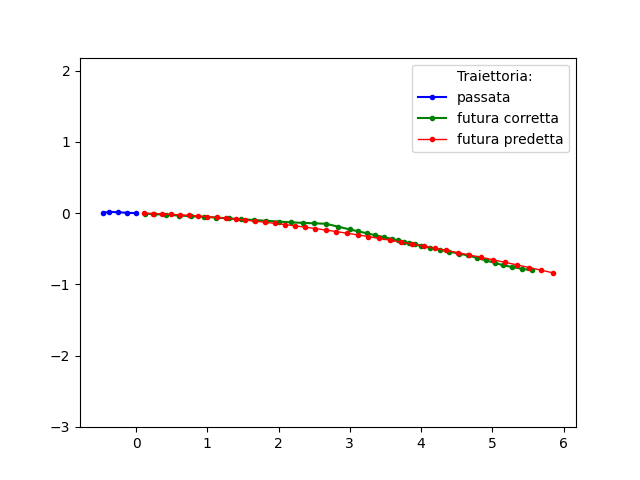 Traiettoria:
passata
futura corretta
futura predetta
2
1
0
−1
−2
−3
0 1 2 3 4 5 6